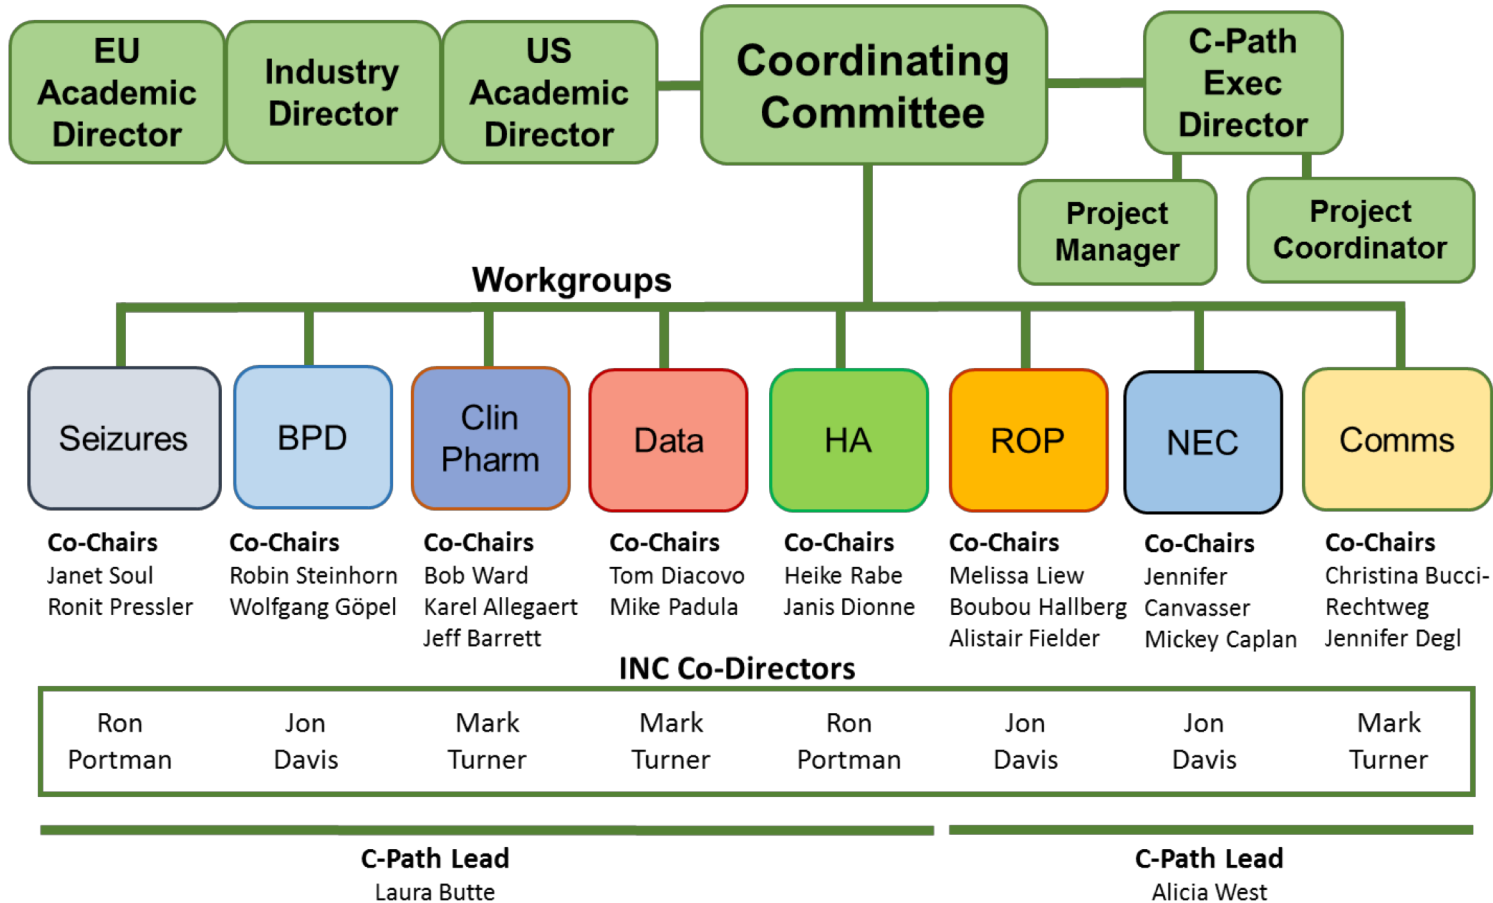 EU
Academic
Director
Industry
Director
US
Academic
Director
Coordinating
Committee
C-Path
Exec
Director
Project
Manager
Project
Coordinator
Workgroups
Seizures
BPD
Clin
Pharm
Data
HA
ROP
NEC
Comms
Co-Chairs
Janet Soul
Ronit Pressler
Co-Chairs
Robin Steinhorn
Wolfgang Göpel
Co-Chairs
Bob Ward
Karel Allegaert
Jeff Barrett
Co-Chairs
Tom Diacovo
Mike Padula
Co-Chairs
Heike Rabe
Janis Dionne
Co-Chairs
Melissa Liew
Boubou Hallberg
Alistair Fielder
Co-Chairs
Jennifer
Canvasser
Mickey Caplan
Co-Chairs
Christina Bucci-
Rechtweg
Jennifer Degl
INC Co-Directors
Ron
Portman
Jon
Davis
Mark
Turner
Mark
Turner
Ron
Portman
Jon
Davis
Jon
Davis
Mark
Turner
C-Path Lead
Laura Butte
C-Path Lead
Alicia West